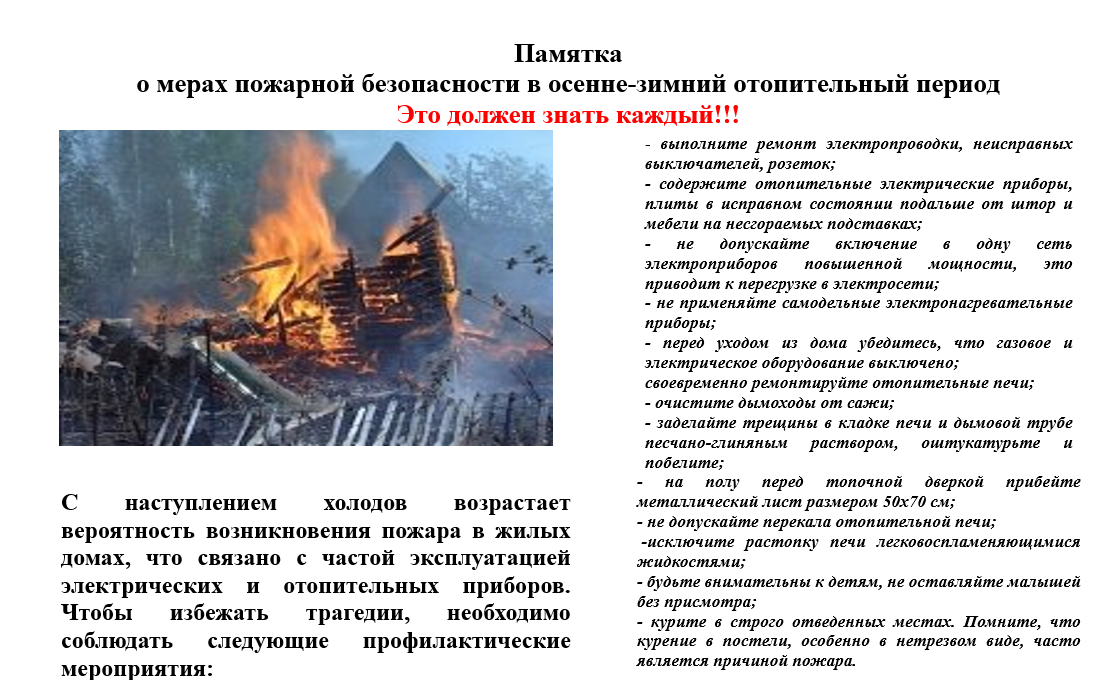 Памятка
о мерах пожарной безопасности в осенне-зимний отопительный период
Это должен знать каждый!!!
С наступлением холодов возрастает
вероятность возникновения пожара в жилых
домах, что связано с частой эксплуатацией
электрических и отопительных приборов.
Чтобы избежать трагедии, необходимо
соблюдать следующие профилактические
мероприятия:
- выполните ремонт электропроводки, неисправных
выключателей, розеток;
- содержите отопительные электрические приборы,
плиты в исправном состоянии подальше от штор и
мебели на несгораемых подставках;
- не допускайте включение в одну сеть
электроприборов повышенной мощности, это
приводит к перегрузке в электросети;
- не применяйте самодельные электронагревательные
приборы;
- перед уходом из дома убедитесь, что газовое и
электрическое оборудование выключено;
своевременно ремонтируйте отопительные печи;
- очистите дымоходы от сажи;
- заделайте трещины в кладке печи и дымовой трубе
песчано-глиняным раствором, оштукатурьте и
побелите;
- на полу перед топочной дверкой прибейте
металлический лист размером 50х70 см;
- не допускайте перекала отопительной печи;
-исключите растопку печи легковоспламеняющимися
жидкостями;
- будьте внимательны к детям, не оставляйте малышей
без присмотра;
- курите в строго отведенных местах. Помните, что
курение в постели, особенно в нетрезвом виде, часто
является причиной пожара.